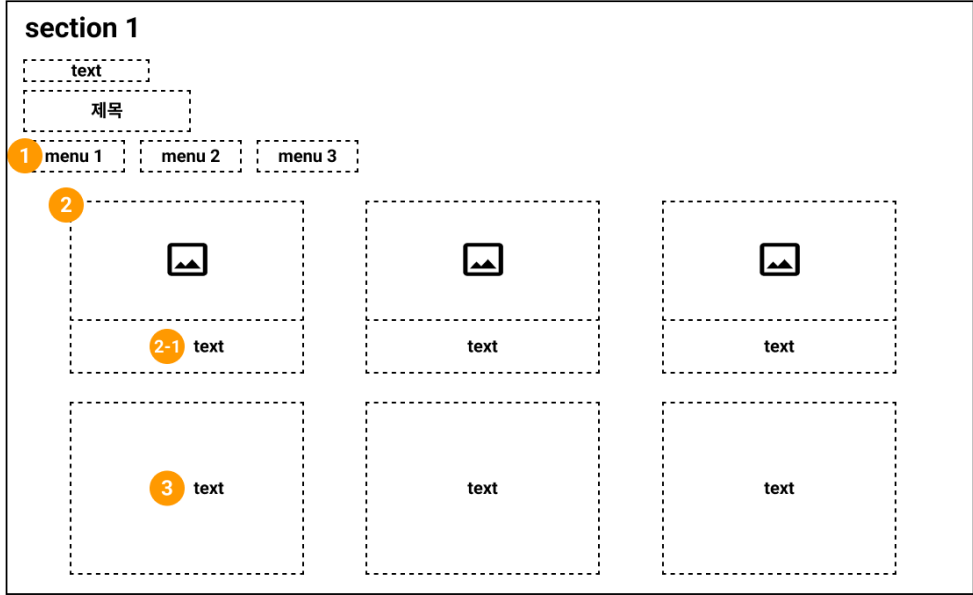 section 1
text
제목
1 menu 1 menu 2 menu 3
2
2-1 text text text
3 text text text